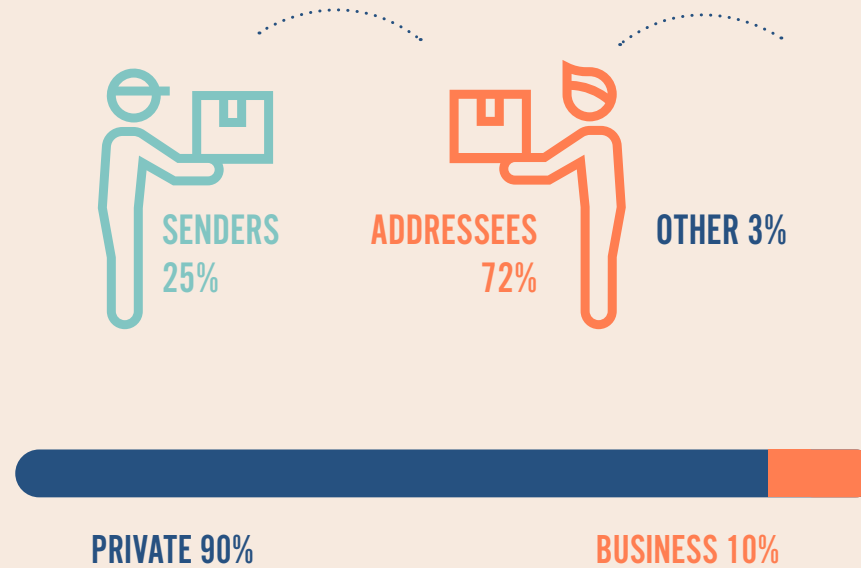 SENDERS
25%
ADDRESSEES
72%
OTHER 3%
PRIVATE 90%
BUSINESS 10%